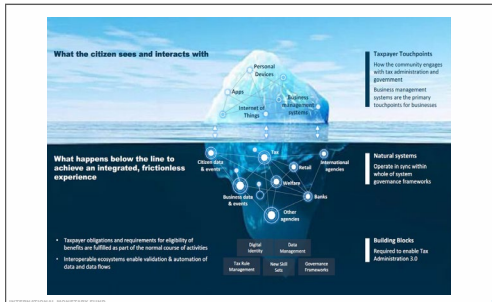 What the citizen sees and interacts with
Personal
Devices
Apps
Business
management
systems
Internet of
Things
Taxpayer Touchpoints
How the community engages
with tax administration and
government
Business management
systems are the primary
touchpoints for businesses
What happens below the line to
achieve an integrated, frictionless
experience
Citizen data
& events
Tax
Retail
International
agencies
Welfare
Business data
& events
Banks
Other
agencies
Natural systems
Operate in sync within
whole of system
governance frameworks
• Taxpayer obligations and requirements for eligibility of
benefits are fulfilled as part of the normal course of activities
• Interoperable ecosystems enable validation & automation of
data and data flows
Digital
Identity
Data
Management
Tax Rule
Management
New Skill
Sets
Governance
Frameworks
Building Blocks
Required to enable Tax
Administration 3.0
INTERNATIONAL MONETARY FUND